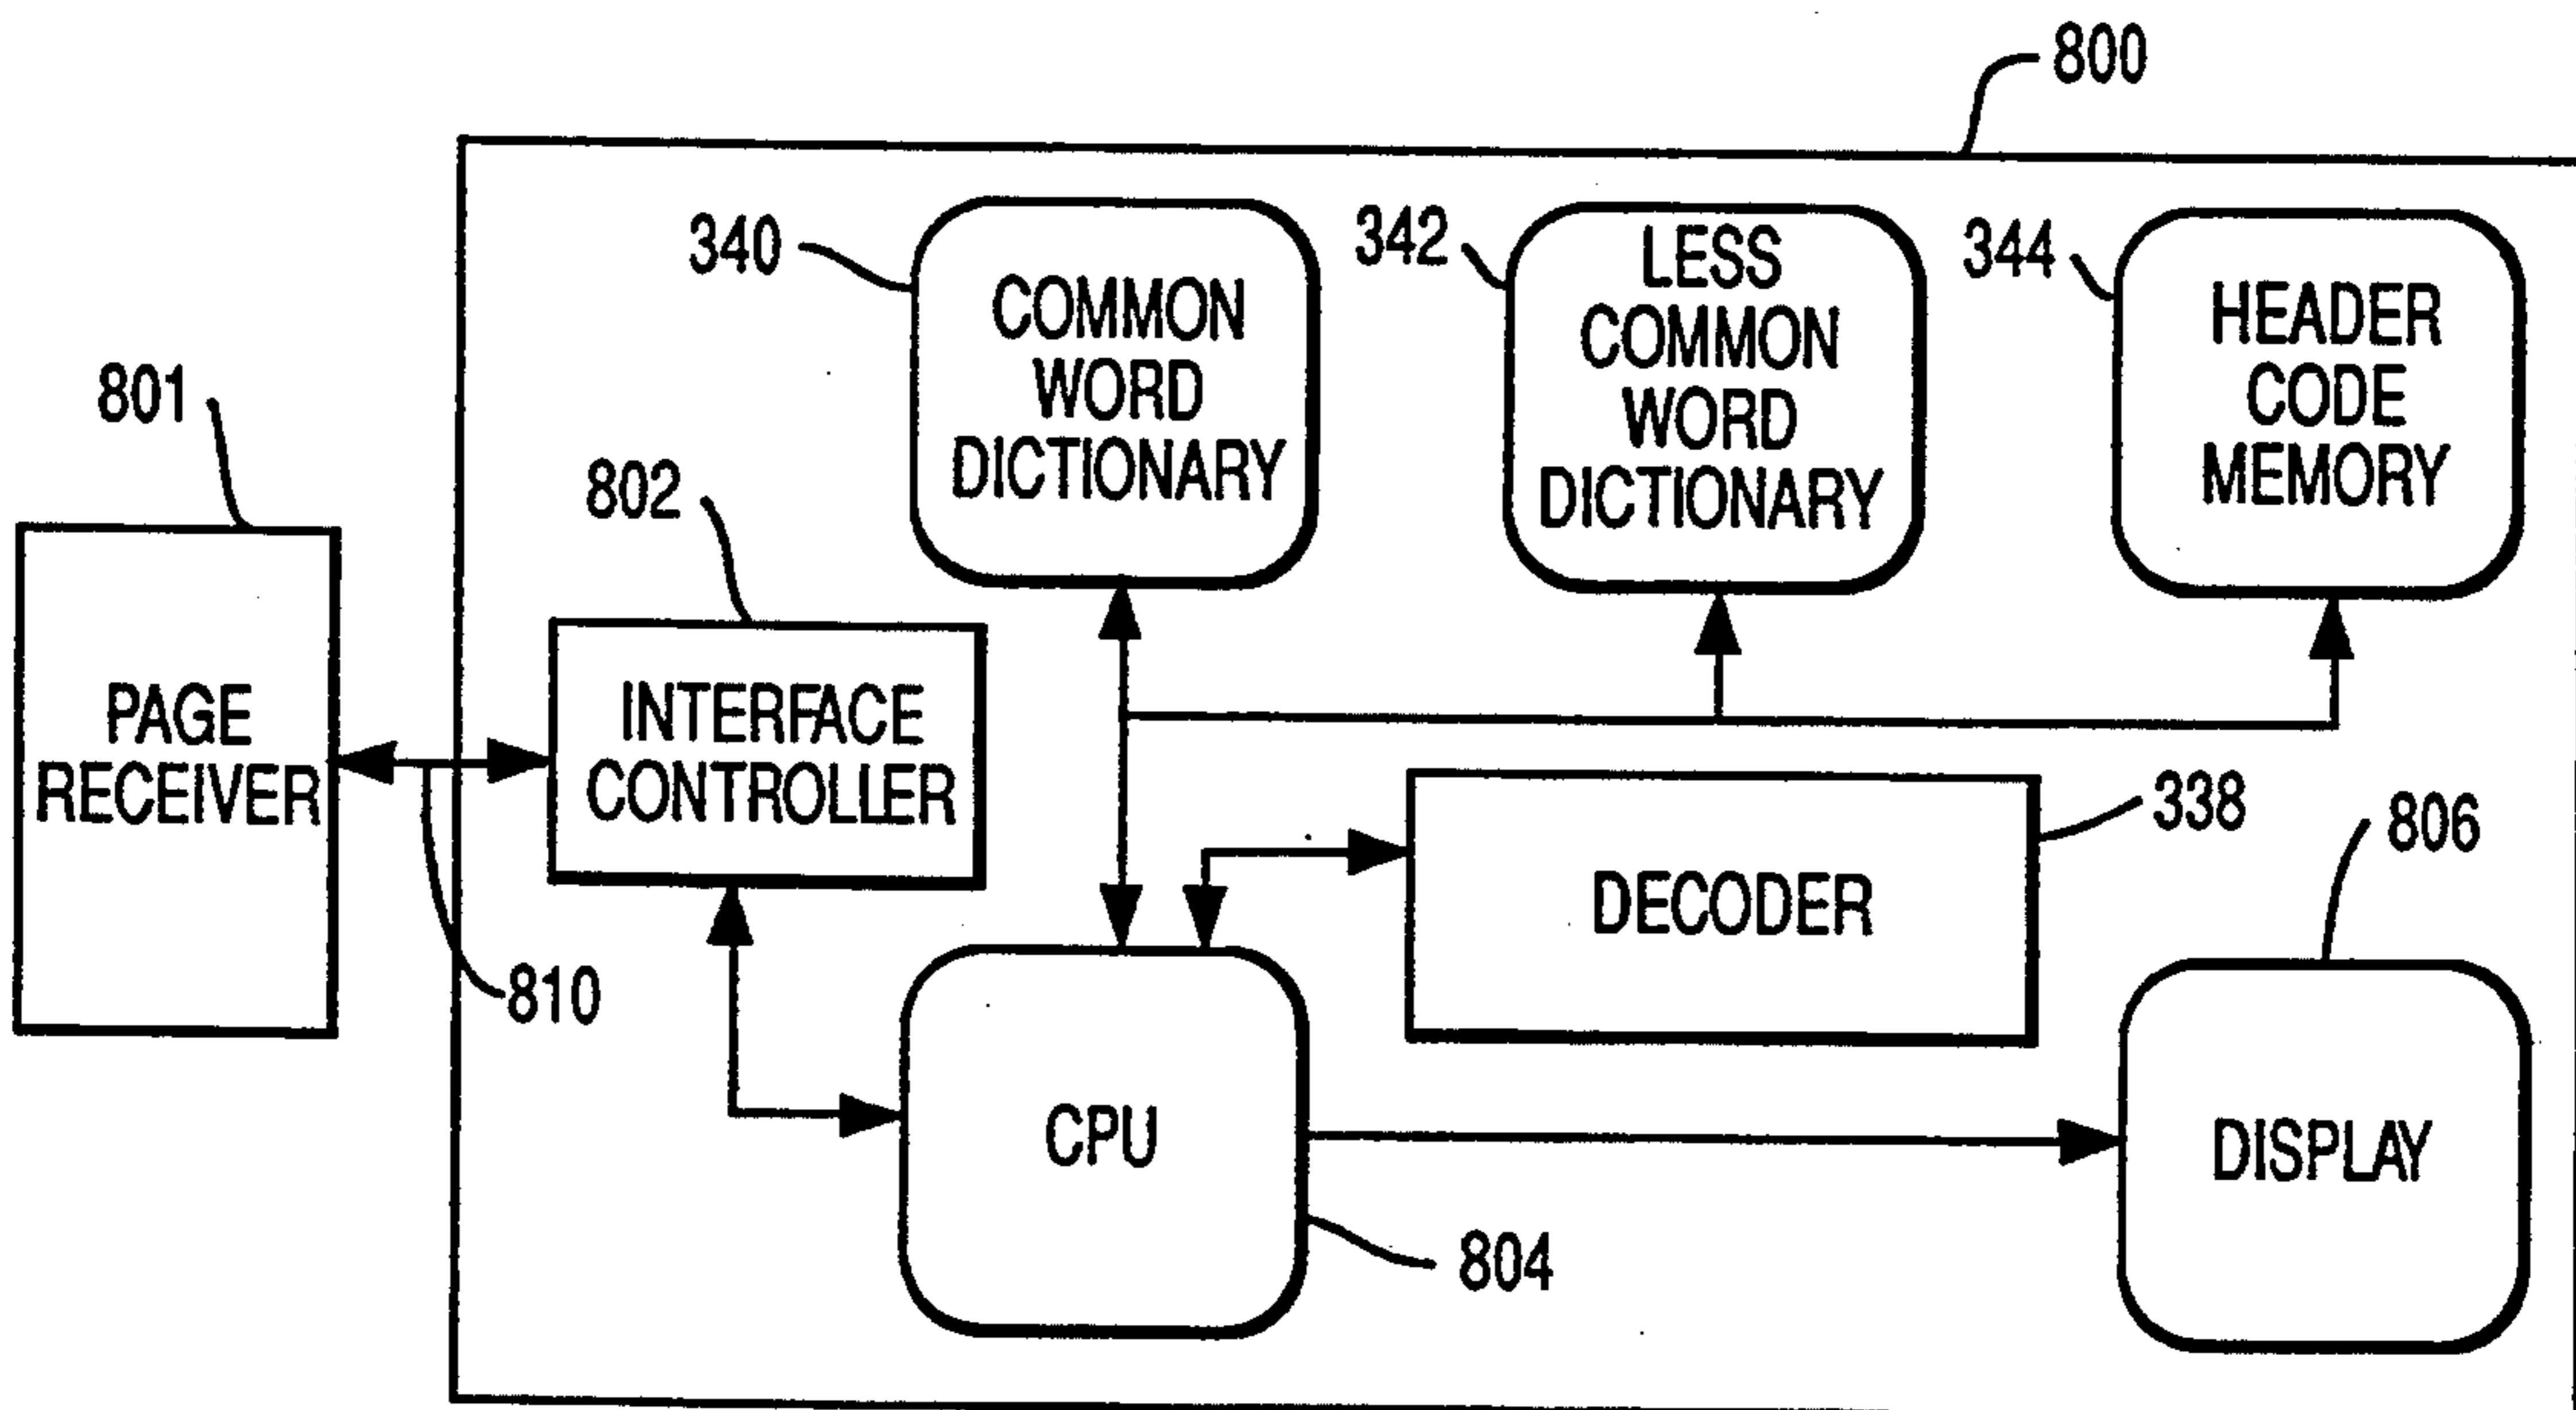 800
340
COMMON
WORD
DICTIONARY
342
LESS
COMMON
WORD
DICTIONARY
344
HEADER
CODE
MEMORY
801
PAGE
RECEIVER
802
INTERFACE
CONTROLLER
810
338
DECODER
806
DISPLAY
CPU
804